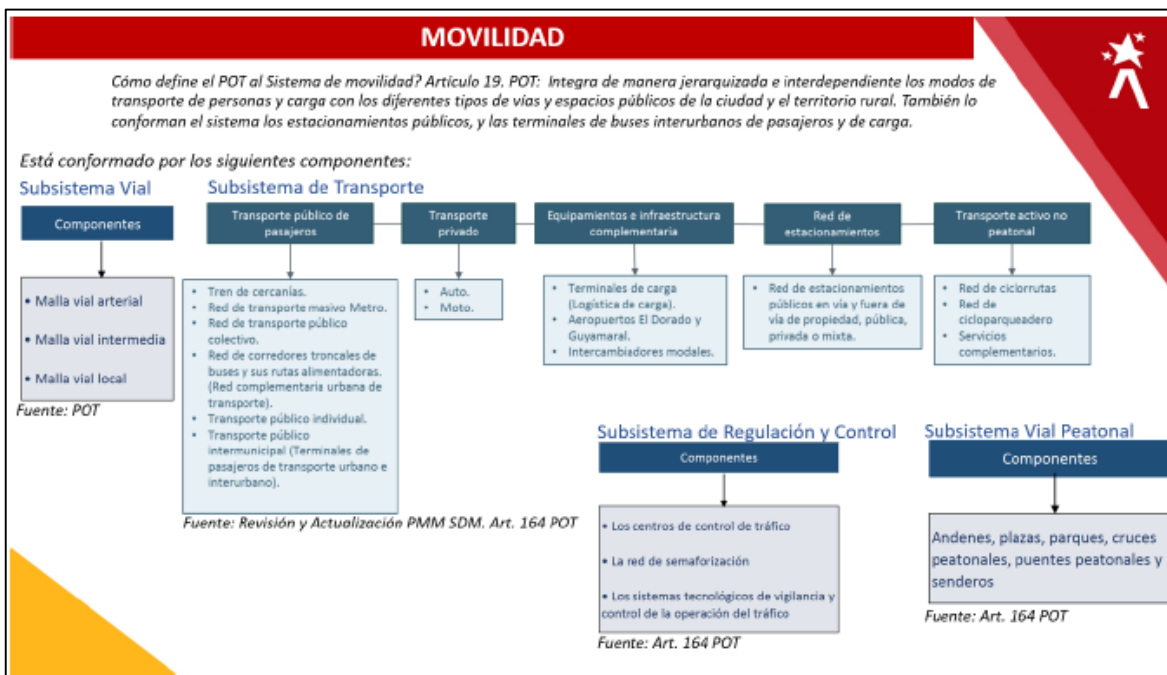 MOVILIDAD
Cómo define el POT al Sistema de movilidad? Artículo 19. POT: Integra de manera jerarquizada e interdependiente los modos de
transporte de personas y carga con los diferentes tipos de vías y espacios públicos de la ciudad y el territorio rural. También lo
conforman el sistema los estacionamientos públicos, y las terminales de buses interurbanos de pasajeros y de carga.
Está conformado por los siguientes componentes:
Subsistema Vial
Componentes
• Malla vial arterial
• Malla vial intermedia
• Malla vial local
Fuente: POT
Subsistema de Transporte
Transporte público de
pasajeros
• Tren de cercanías.
• Red de transporte masivo Metro.
• Red de transporte público
colectivo.
• Red de corredores troncales de
buses y sus rutas alimentadoras.
(Red complementaria urbana de
transporte).
• Transporte público individual.
• Transporte público
intermunicipal (Terminales de
pasajeros de transporte urbano e
interurbano).
Transporte
privado
• Auto.
• Moto.
Equipamientos e infraestructura
complementaria
• Terminales de carga
(Logística de carga).
• Aeropuertos El Dorado y
Guyamaral.
• Intercambiadores modales.
Red de
estacionamientos
• Red de estacionamientos
públicos en vía y fuera de
vía de propiedad, pública,
privada o mixta.
Transporte activo no
peatonal
• Red de ciclorrutas
• Red de
cicloparqueadero
• Servicios
complementarios.
Fuente: Revisión y Actualización PMM SDM. Art. 164 POT
Subsistema de Regulación y Control
Componentes
• Los centros de control de tráfico
• La red de semaforización
• Los sistemas tecnológicos de vigilancia y
control de la operación del tráfico
Fuente: Art. 164 POT
Subsistema Vial Peatonal
Componentes
Andenes, plazas, parques, cruces
peatonales, puentes peatonales y
senderos
Fuente: Art. 164 POT